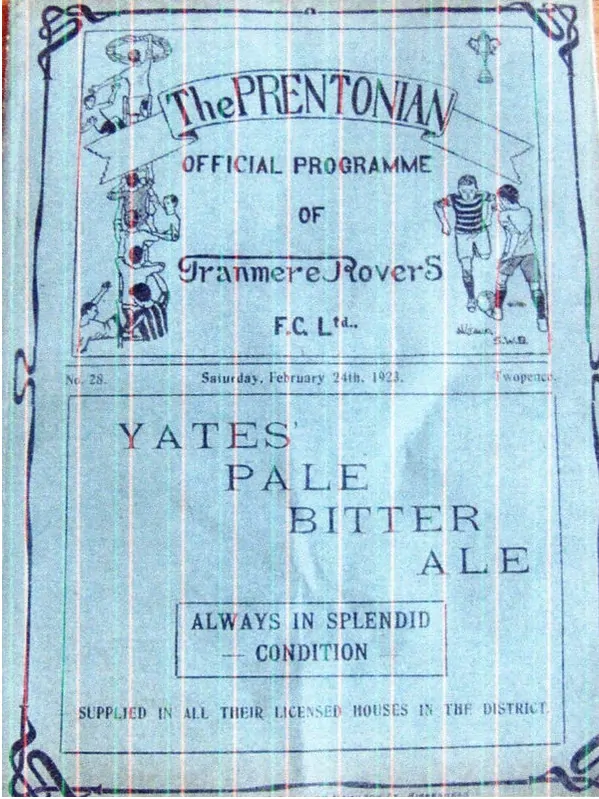 The PRENTONIAN
OFFICIAL PROGRAMME
OF
Tranmere Rovers
F.C. Ltd..
No. 28. Saturday, February 24th, 1923. Twopence.
YATES'
PALE
BITTER
ALE
ALWAYS IN SPLENDID
— CONDITION —
SUPPLIED IN ALL THEIR LICENSED HOUSES IN THE DISTRICT.